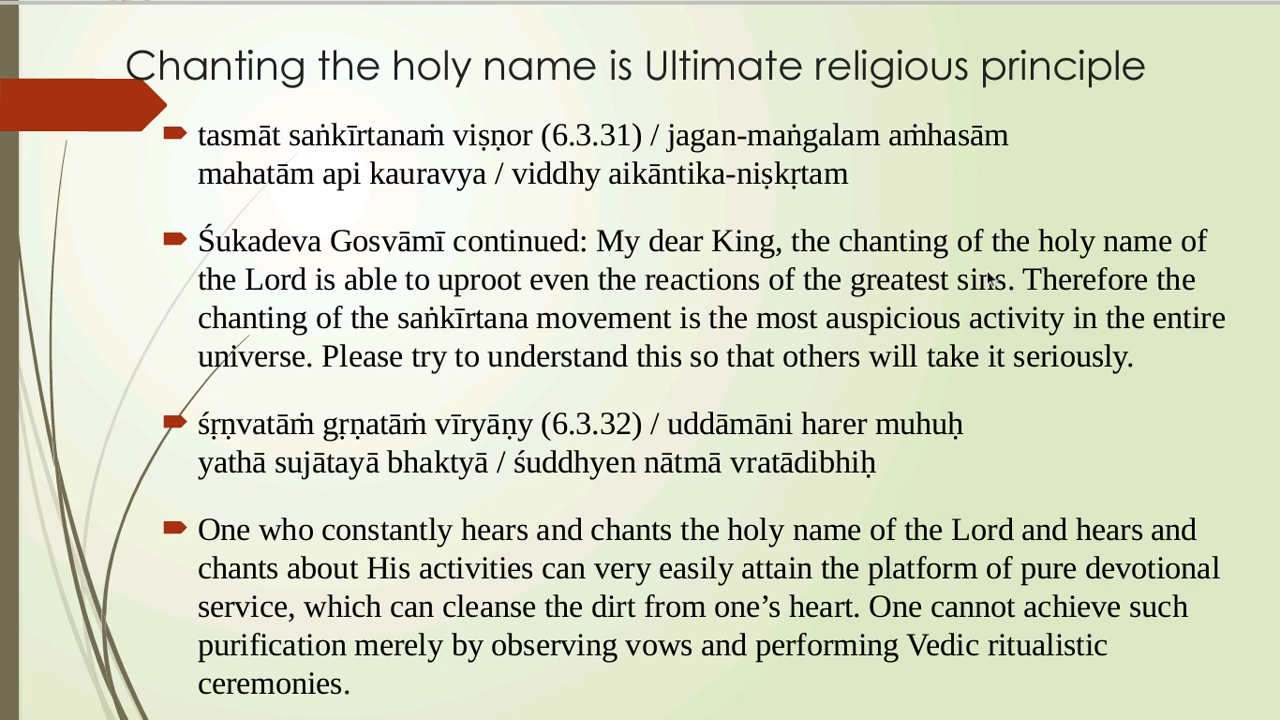 Chanting the holy name is Ultimate religious principle
tasmāt saṅkīrtanaṁ viṣṇor (6.3.31) / jagan-maṅgalam aṁhasām
mahatām api kauravya / viddhy aikāntika-niṣkṛtam
Śukadeva Gosvāmī continued: My dear King, the chanting of the holy name of
the Lord is able to uproot even the reactions of the greatest sins. Therefore the
chanting of the saṅkīrtana movement is the most auspicious activity in the entire
universe. Please try to understand this so that others will take it seriously.
śṛṇvatāṁ gṛṇatāṁ vīryāṇy (6.3.32) / uddāmāni harer muhuḥ
yathā sujātayā bhaktyā / śuddhyen nātmā vratādibhiḥ
One who constantly hears and chants the holy name of the Lord and hears and
chants about His activities can very easily attain the platform of pure devotional
service, which can cleanse the dirt from one’s heart. One cannot achieve such
purification merely by observing vows and performing Vedic ritualistic
ceremonies.